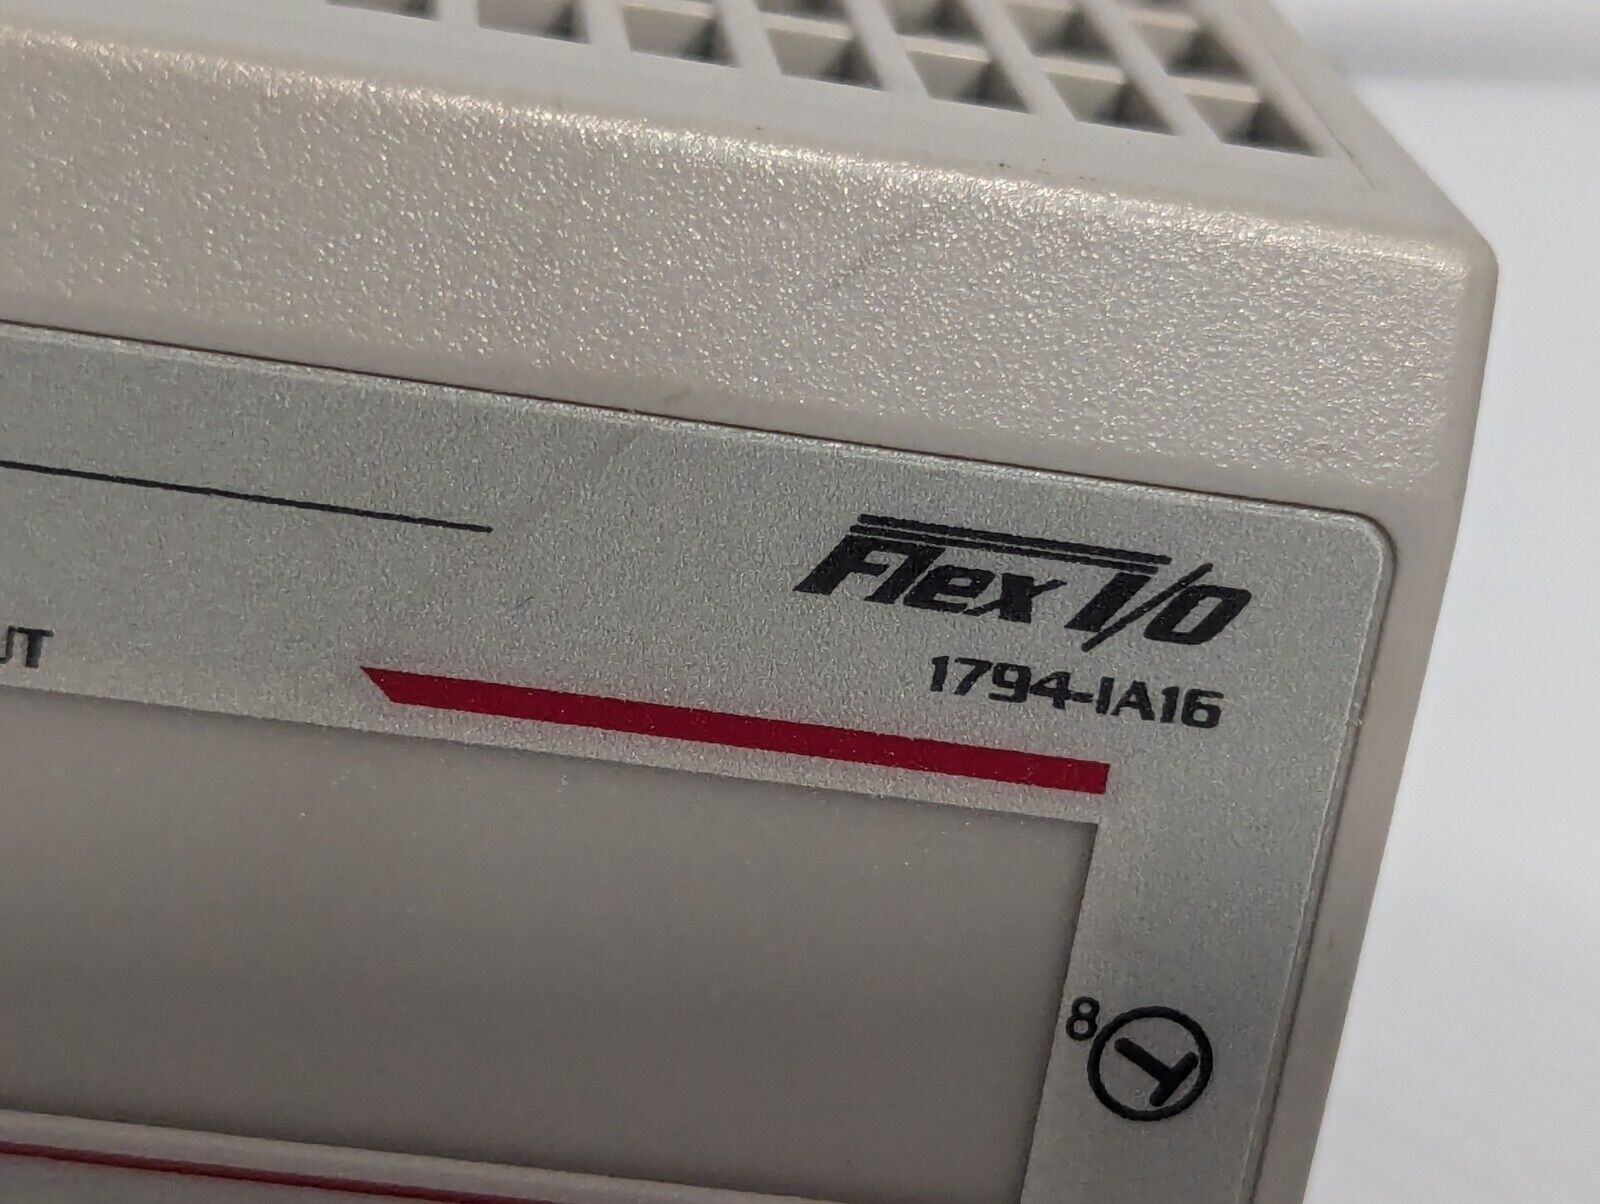 Flex I/O
1794-IA16
UT
8